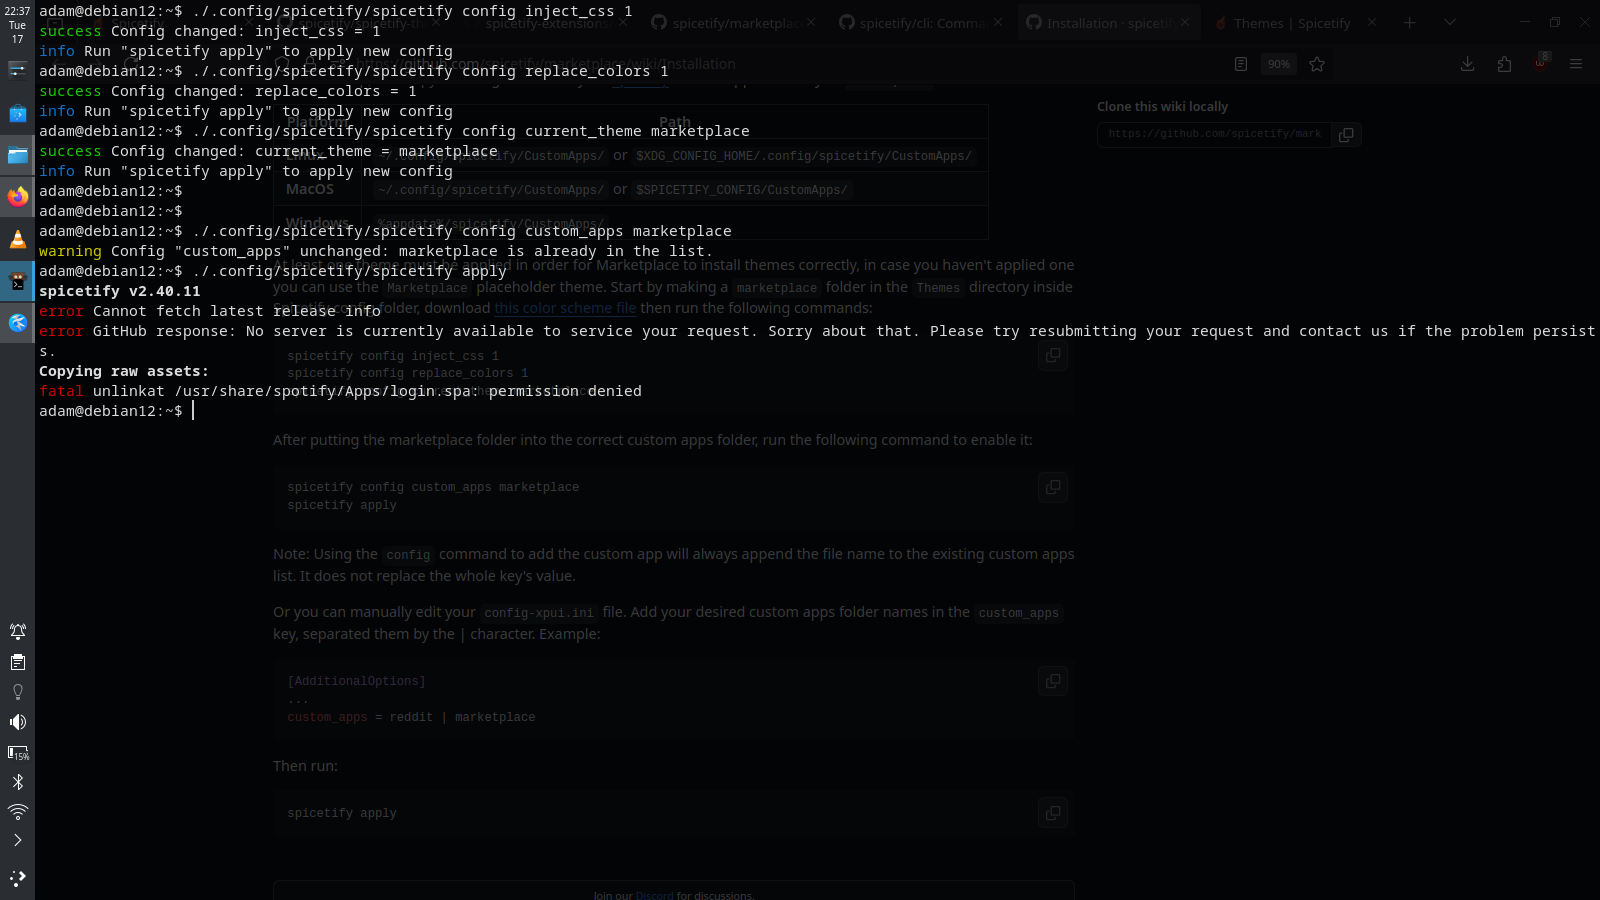 22:37
Tue
17
15%
adam@debian12:~$ ./.config/spicetify/spicetify config inject_css 1
success Config changed: inject_css = 1
info Run "spicetify apply" to apply new config
adam@debian12:~$ ./.config/spicetify/spicetify config replace_colors 1
success Config changed: replace_colors = 1
info Run "spicetify apply" to apply new config
adam@debian12:~$ ./.config/spicetify/spicetify config current_theme marketplace
success Config changed: current_theme = marketplace
info Run "spicetify apply" to apply new config
adam@debian12:~$
adam@debian12:~$
adam@debian12:~$ ./.config/spicetify/spicetify config custom_apps marketplace
warning Config "custom_apps" unchanged: marketplace is already in the list.
adam@debian12:~$ ./.config/spicetify/spicetify apply
spicetify v2.40.11
error Cannot fetch latest release info
error GitHub response: No server is currently available to service your request. Sorry about that. Please try resubmitting your request and contact us if the problem persist
s.
Copying raw assets:
fatal unlinkat /usr/share/spotify/Apps/login.spa: permission denied
adam@debian12:~$
spicetify/marketplac
spicetify/cli: Comma
Installation · spicetif
Themes | Spicetify
90%
8
Clone this wiki locally
https://github.com/spicetify/mark
Platform Path
Linux ~/.config/spicetify/CustomApps/ or $XDG_CONFIG_HOME/.config/spicetify/CustomApps/
MacOS ~/.config/spicetify/CustomApps/ or $SPICETIFY_CONFIG/CustomApps/
Windows %appdata%/spicetify/CustomApps/
At least one theme must be applied in order for Marketplace to install themes correctly, in case you haven't applied one
you can use the Marketplace placeholder theme. Start by making a marketplace folder in the Themes directory inside
Spicetify config folder, download this color scheme file then run the following commands:
spicetify config inject_css 1
spicetify config replace_colors 1
After putting the marketplace folder into the correct custom apps folder, run the following command to enable it:
spicetify config custom_apps marketplace
spicetify apply
Note: Using the config command to add the custom app will always append the file name to the existing custom apps
list. It does not replace the whole key's value.
Or you can manually edit your config-xpui.ini file. Add your desired custom apps folder names in the custom_apps
key, separated them by the | character. Example:
[AdditionalOptions]
...
custom_apps = reddit | marketplace
Then run:
spicetify apply
Join our Discord for discussions.